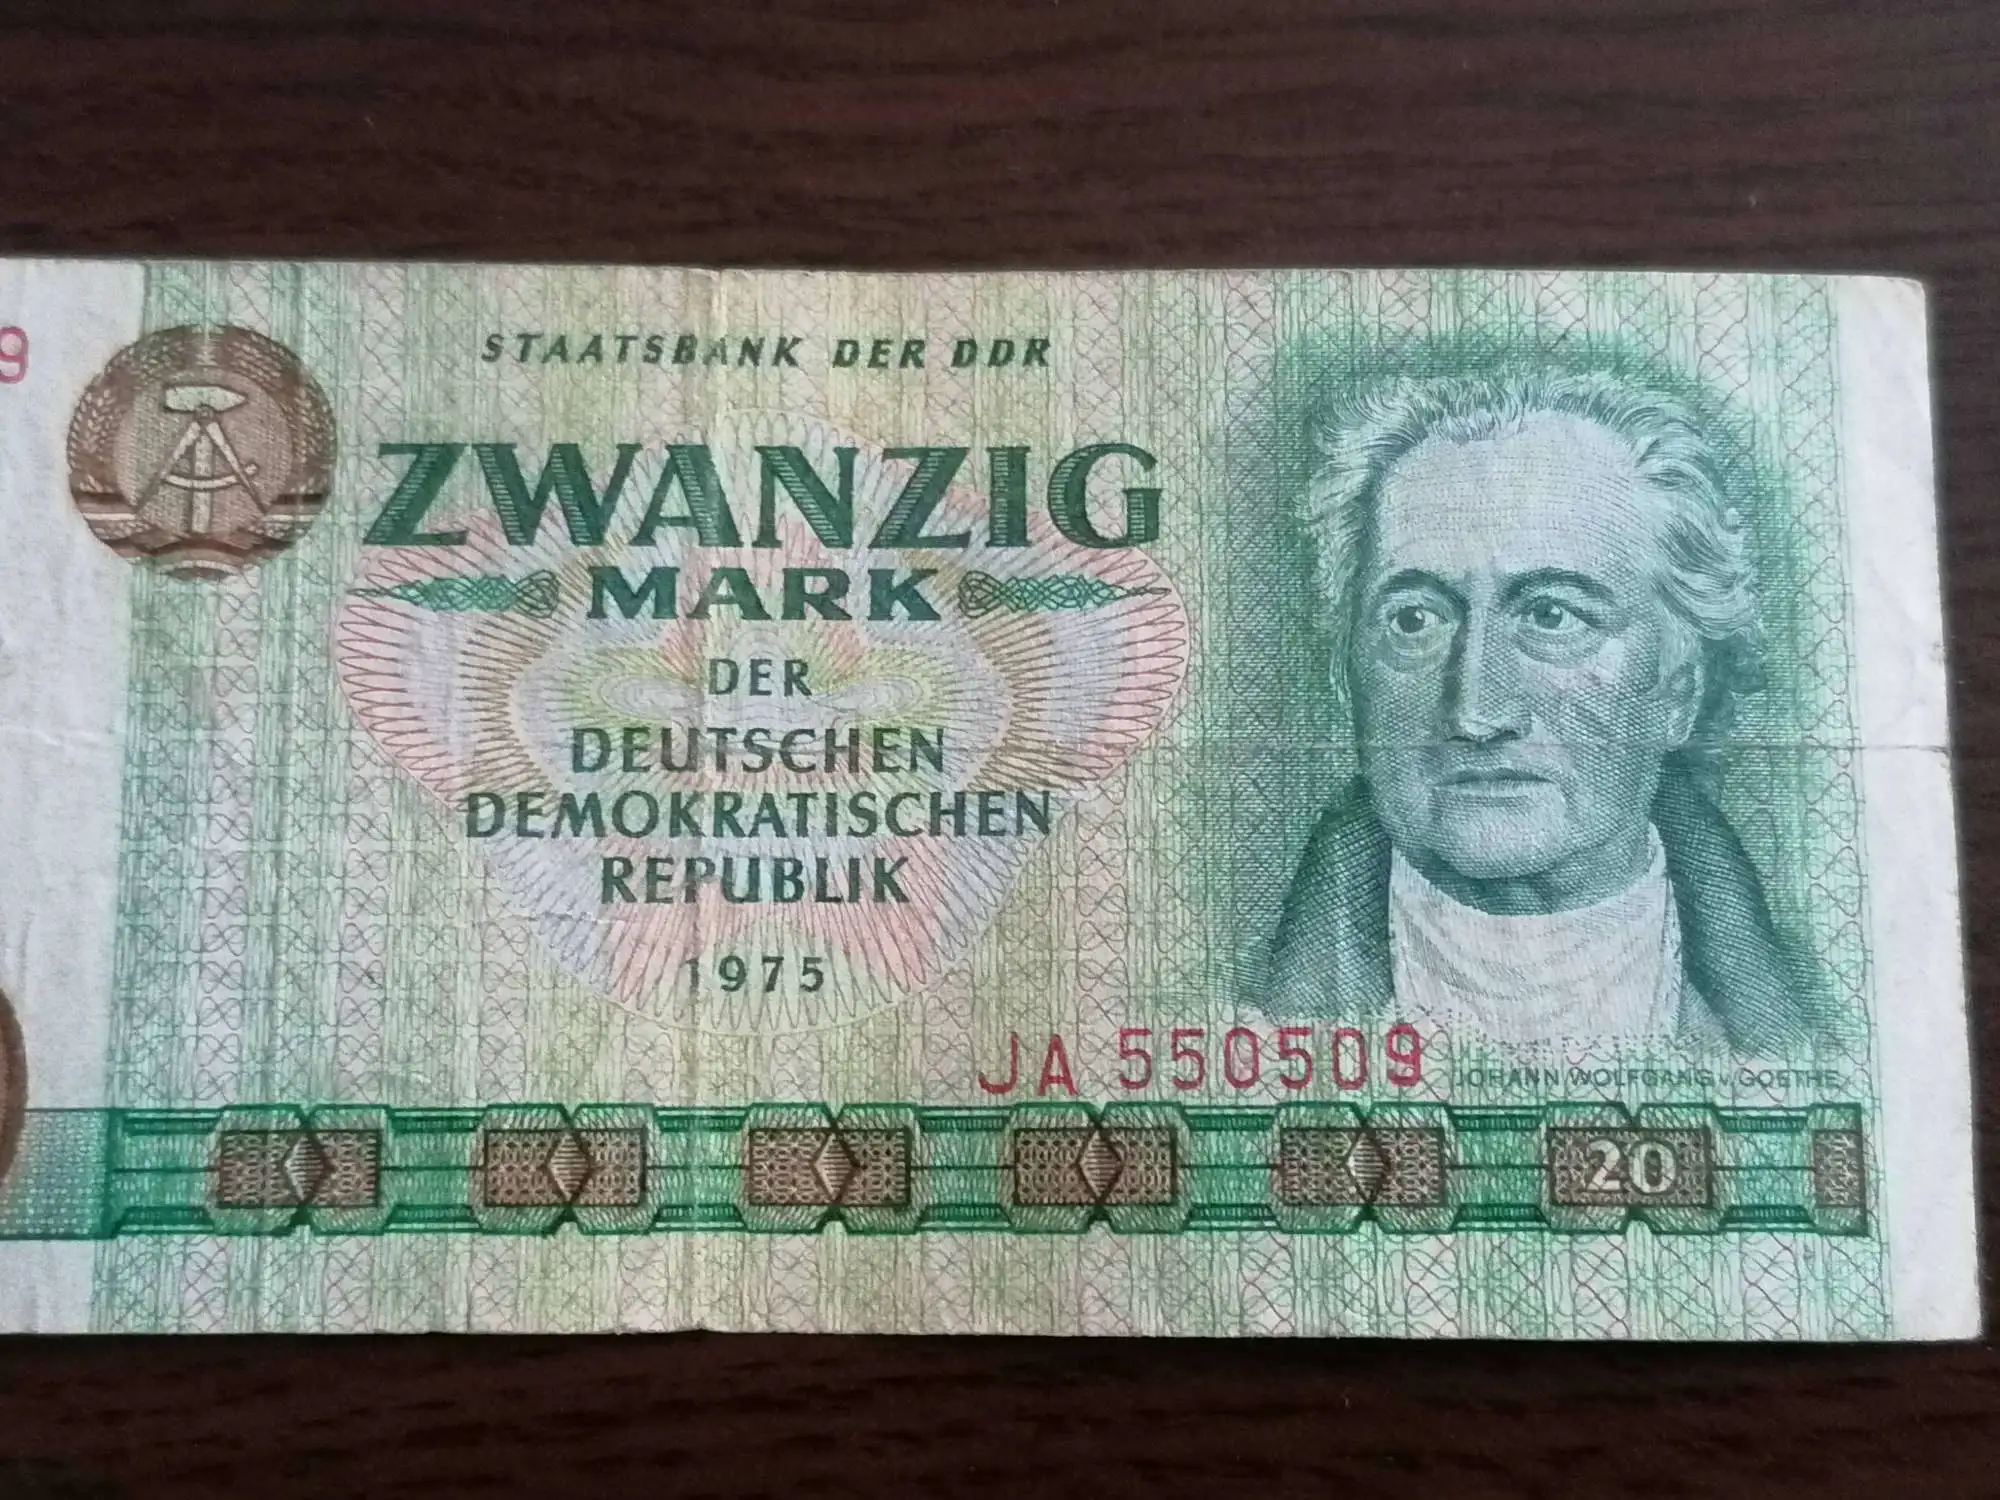 9
STAATSBANK DER DDR
ZWANZIG
MARK
DER
DEUTSCHEN
DEMOKRATISCHEN
REPUBLIK
1975
JA 550509
JOHANN WOLFGANG v. GOETHE
20